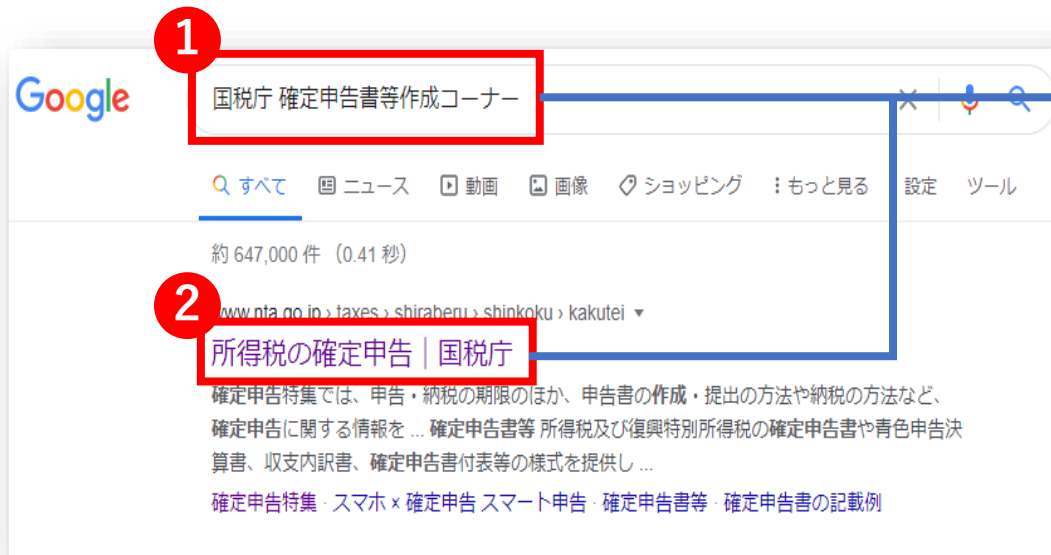 1
Google
国税庁 確定申告書等作成コーナー
すべて ニュース 動画 画像 ショッピング もっと見る 設定 ツール
約 647,000 件 （0.41 秒）
2
www.nta.go.jp › taxes › shiraberu › shinkoku › kakutei
所得税の確定申告｜国税庁
確定申告特集では、申告・納税の期限のほか、申告書の作成・提出の方法や納税の方法など、
確定申告に関する情報を ... 確定申告書等 所得税及び復興特別所得税の確定申告書や青色申告決
算書、収支内訳書、確定申告書付表等の様式を提供し ...
確定申告特集 · スマホ × 確定申告 スマート申告 · 確定申告書等 · 確定申告書の記載例